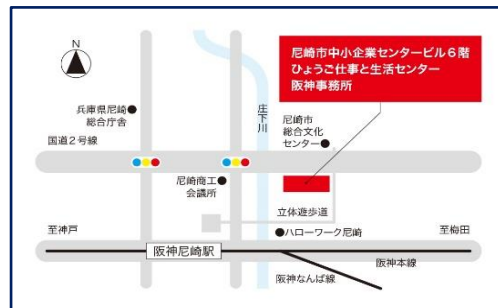 N
尼崎市中小企業センタービル6階
ひょうご仕事と生活センター
阪神事務所
兵庫県尼崎
総合庁舎
庄下川
尼崎市
総合文化
センター
国道2号線
尼崎商工
会議所
立体遊歩道
至神戸
ハローワーク尼崎
至梅田
阪神尼崎駅
阪神本線
阪神なんば線